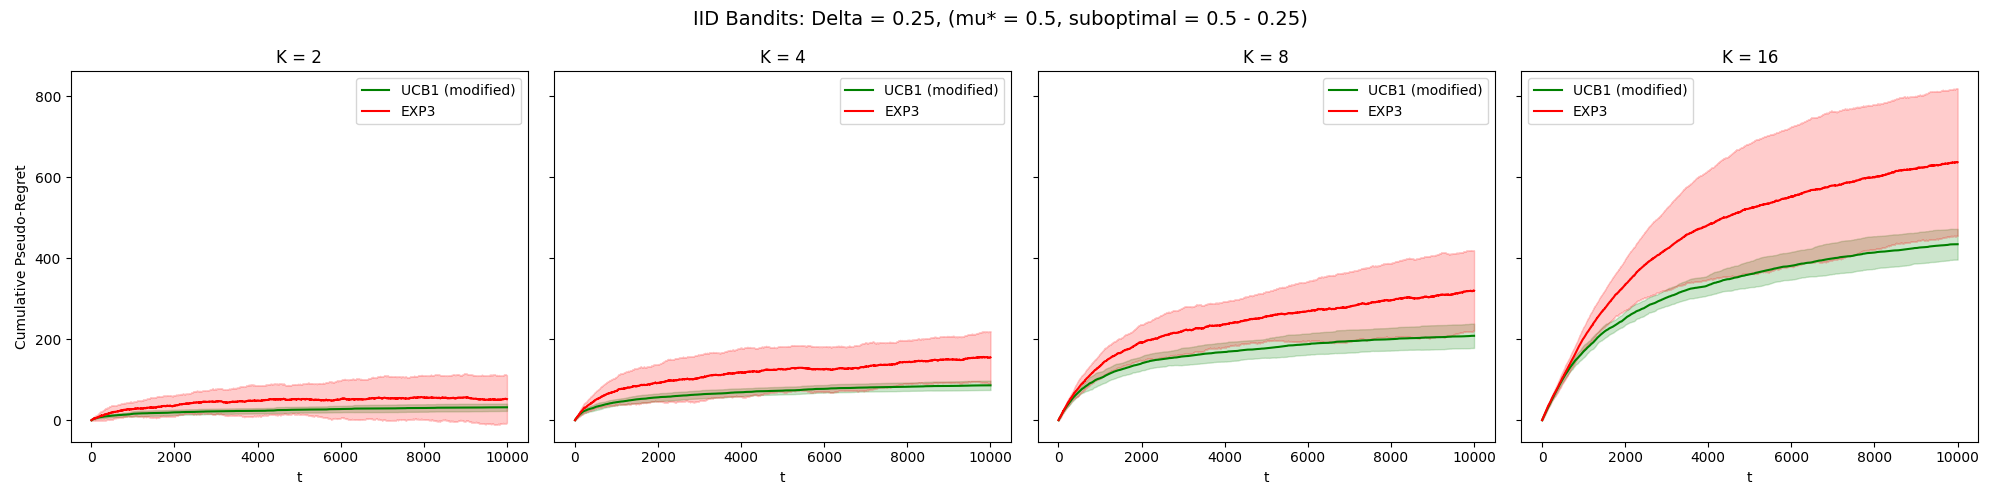 IID Bandits: Delta = 0.25, (mu* = 0.5, suboptimal = 0.5 - 0.25)
K = 2
K = 4
K = 8
K = 16
Cumulative Pseudo-Regret
800
600
400
200
0
UCB1 (modified)
EXP3
UCB1 (modified)
EXP3
UCB1 (modified)
EXP3
UCB1 (modified)
EXP3
0 2000 4000 6000 8000 10000
0 2000 4000 6000 8000 10000
0 2000 4000 6000 8000 10000
0 2000 4000 6000 8000 10000
t
t
t
t